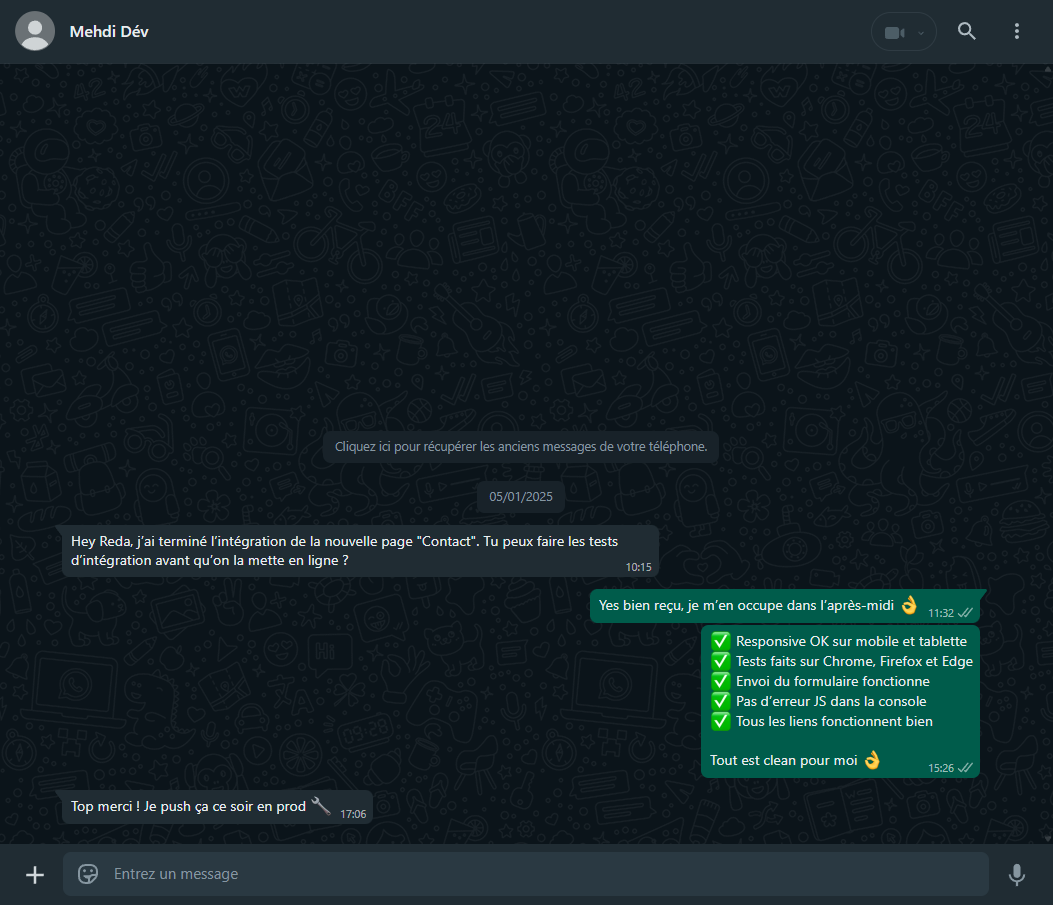 Mehdi Dév
Cliquez ici pour récupérer les anciens messages de votre téléphone.
05/01/2025
Hey Reda, j’ai terminé l’intégration de la nouvelle page "Contact". Tu peux faire les tests
d’intégration avant qu’on la mette en ligne ?
10:15
Yes bien reçu, je m’en occupe dans l’après-midi 👌
11:32
✅ Responsive OK sur mobile et tablette
✅ Tests faits sur Chrome, Firefox et Edge
✅ Envoi du formulaire fonctionne
✅ Pas d’erreur JS dans la console
✅ Tous les liens fonctionnent bien
Tout est clean pour moi 👌
15:26
Top merci ! Je push ça ce soir en prod 🔧
17:06
Entrez un message